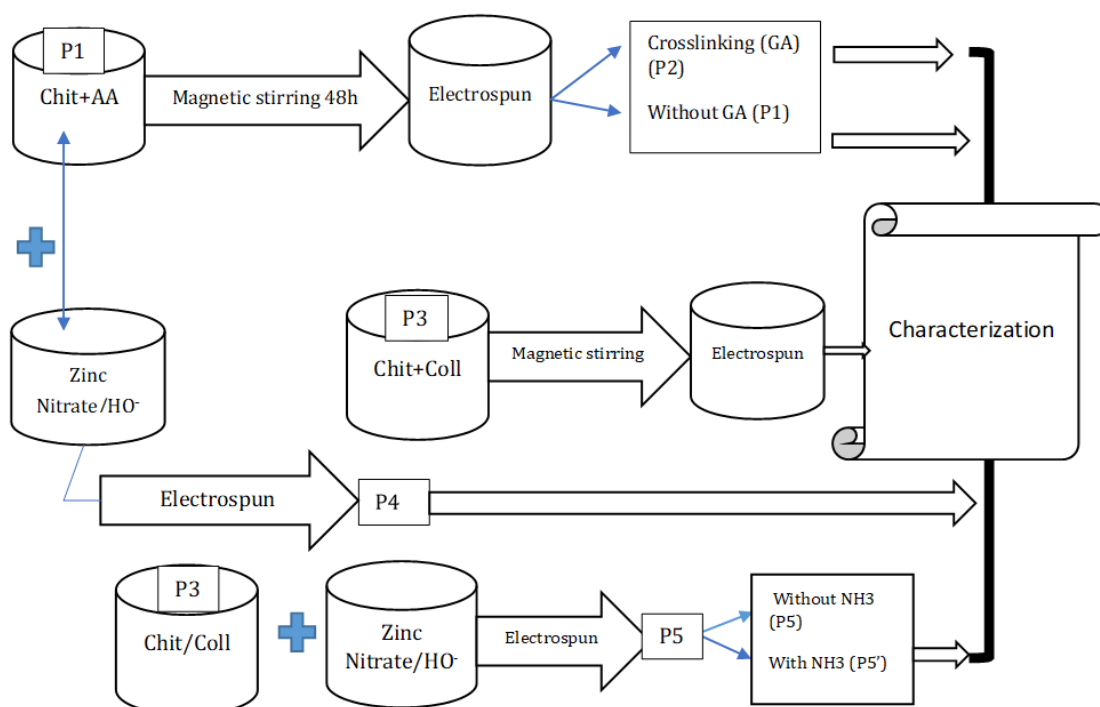 P1
Chit+AA
Magnetic stirring 48h
Electrospun
Crosslinking (GA)
(P2)
Without GA (P1)
Zinc
Nitrate/HO⁻
P3
Chit+Coll
Magnetic stirring
Electrospun
Characterization
Electrospun
P4
P3
Chit/Coll
Zinc
Nitrate/HO⁻
Electrospun
P5
Without NH3
(P5)
With NH3 (P5’)